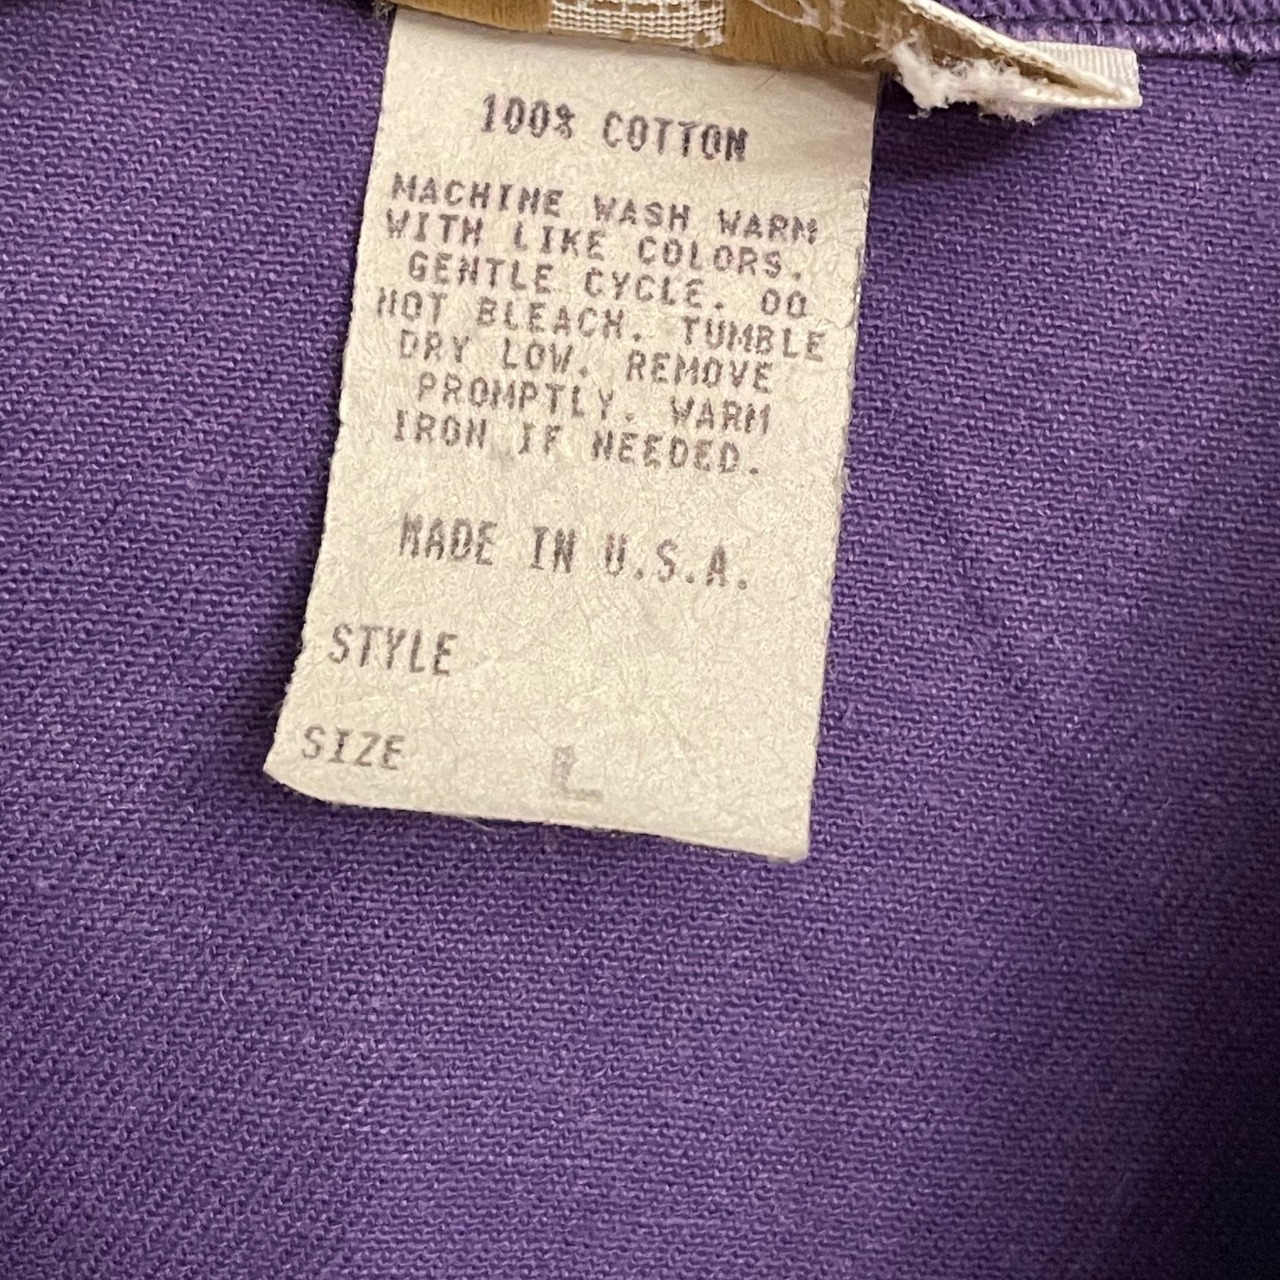 100% COTTON
MACHINE WASH WARM
WITH LIKE COLORS.
GENTLE CYCLE. DO
NOT BLEACH. TUMBLE
DRY LOW. REMOVE
PROMPTLY. WARM
IRON IF NEEDED.
MADE IN U.S.A.
STYLE
SIZE L